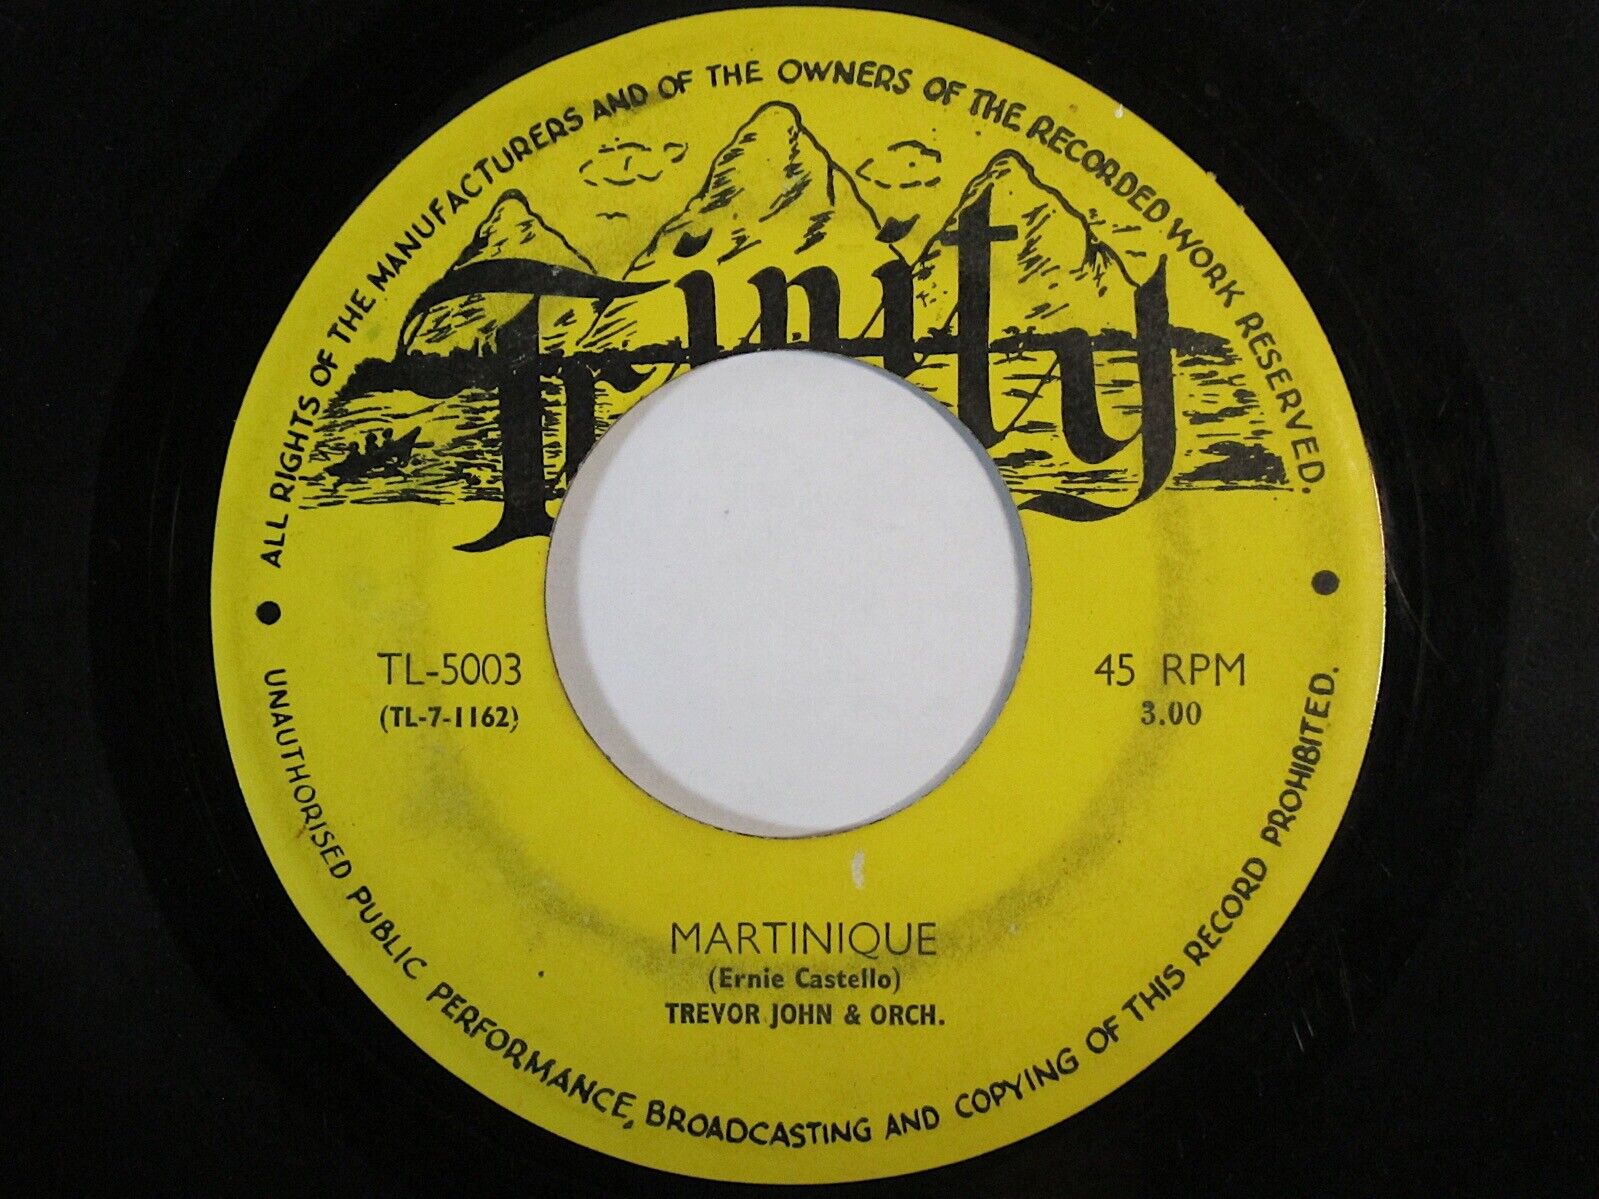 ALL RIGHTS OF THE MANUFACTURERS AND OF THE OWNERS OF THE RECORDED WORK RESERVED.
Trinity
TL-5003
(TL-7-1162)
45 RPM
3.00
MARTINIQUE
(Ernie Castello)
TREVOR JOHN & ORCH.
UNAUTHORISED PUBLIC PERFORMANCE, BROADCASTING AND COPYING OF THIS RECORD PROHIBITED.